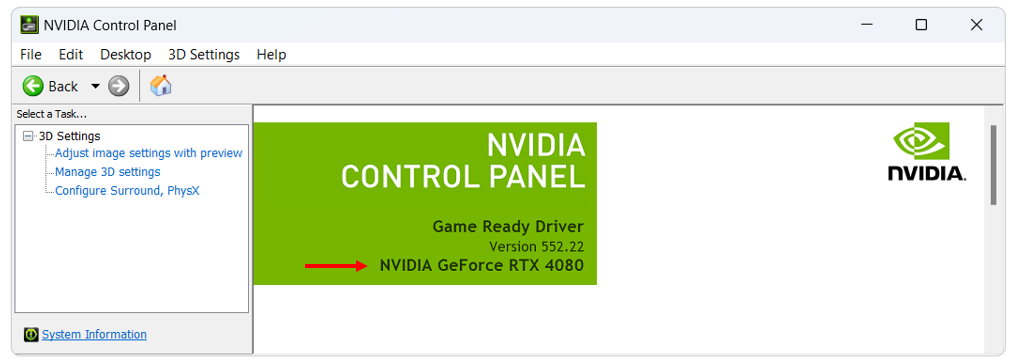 NVIDIA Control Panel
File Edit Desktop 3D Settings Help
Back
Select a Task...
3D Settings
Adjust image settings with preview
Manage 3D settings
Configure Surround, PhysX
System Information
NVIDIA
CONTROL PANEL
Game Ready Driver
Version 552.22
NVIDIA GeForce RTX 4080
NVIDIA.